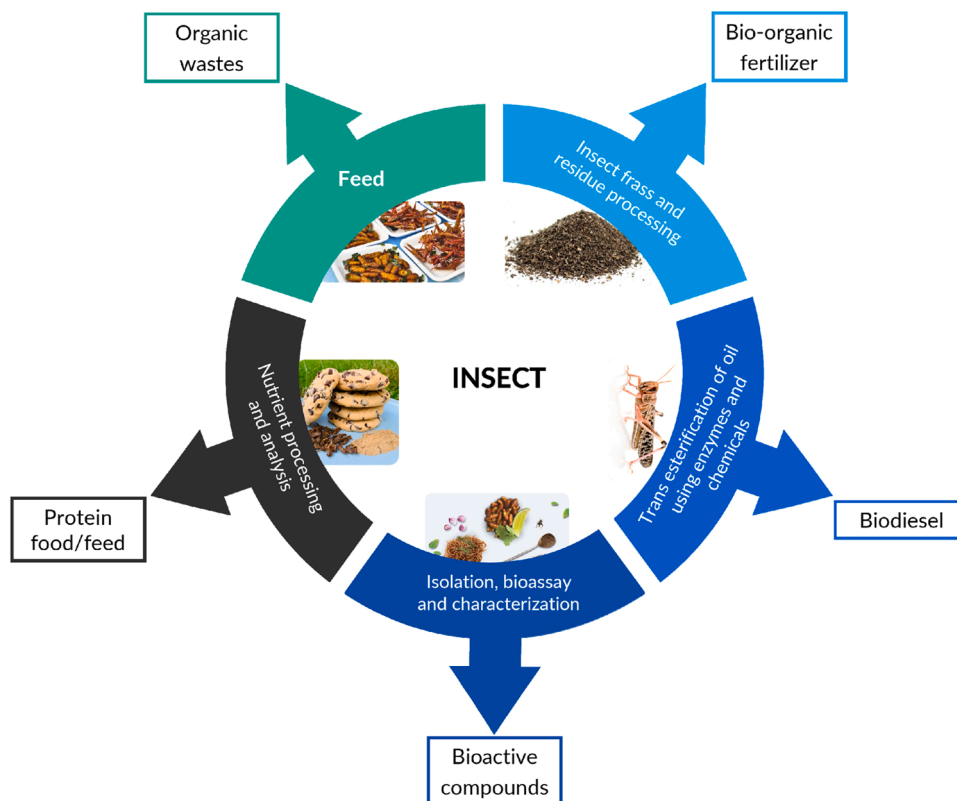 Organic
wastes
Bio-organic
fertilizer
Feed
Insect frass and
residue processing
INSECT
Nutrient processing
and analysis
Trans esterification of oil
using enzymes and
chemicals
Protein
food/feed
Biodiesel
Isolation, bioassay
and characterization
Bioactive
compounds